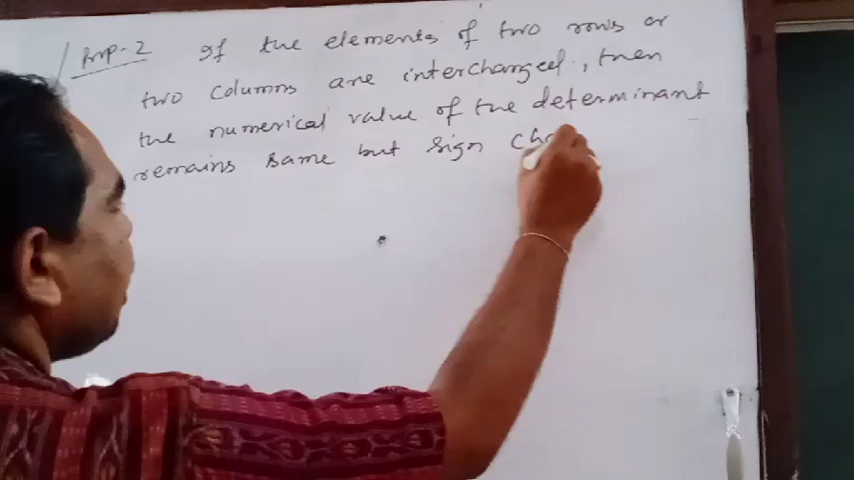 Prop-2 If the elements of two rows or
two columns are interchanged, then
the numerical value of the determinant
remains same but sign cha